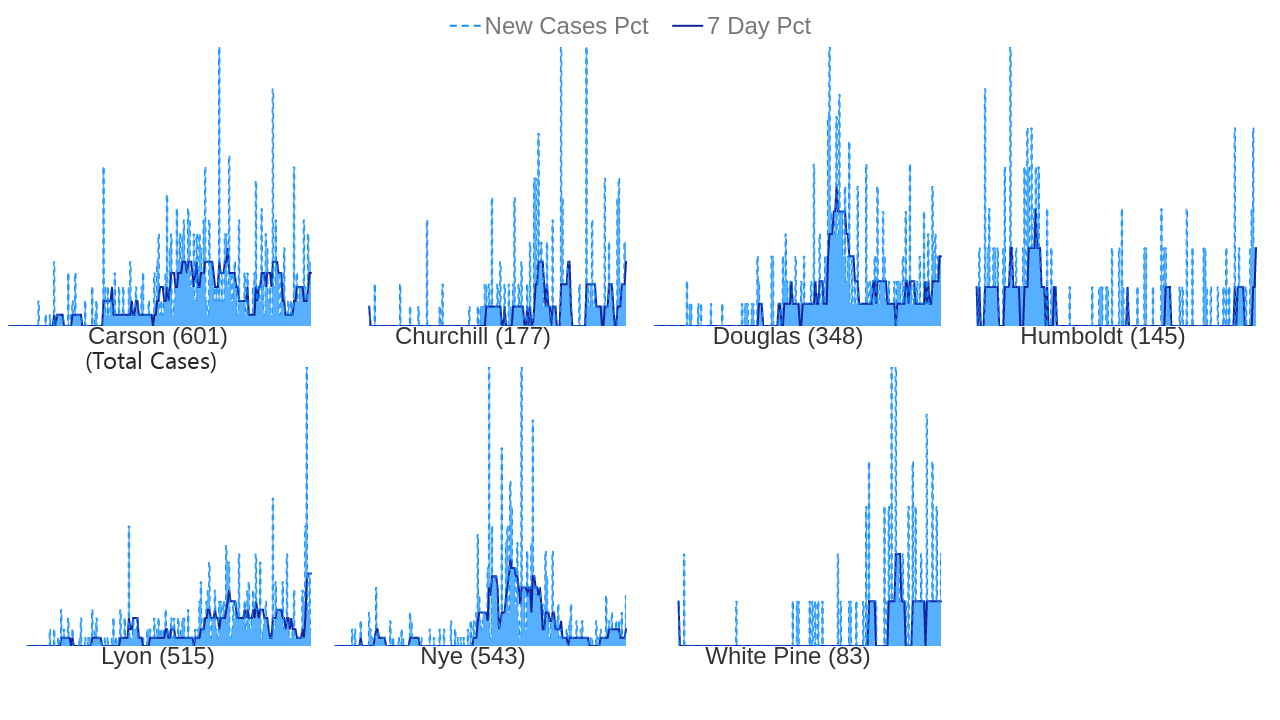 New Cases Pct 7 Day Pct
Carson (601) Churchill (177) Douglas (348) Humboldt (145)
(Total Cases)
Lyon (515) Nye (543) White Pine (83)